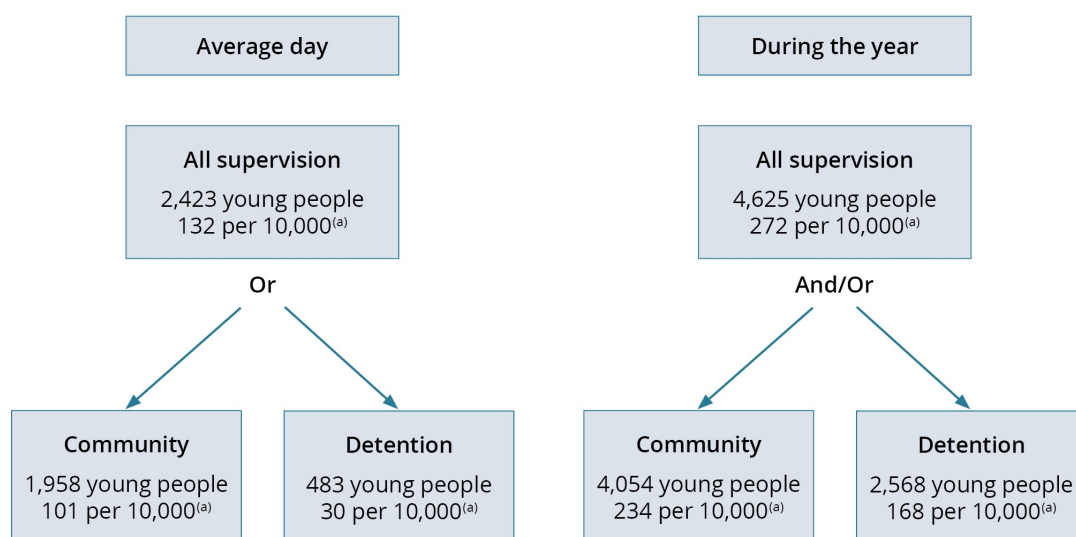 Average day
All supervision
2,423 young people
132 per 10,000(a)
Or
Community
1,958 young people
101 per 10,000(a)
Detention
483 young people
30 per 10,000(a)
During the year
All supervision
4,625 young people
272 per 10,000(a)
And/Or
Community
4,054 young people
234 per 10,000(a)
Detention
2,568 young people
168 per 10,000(a)